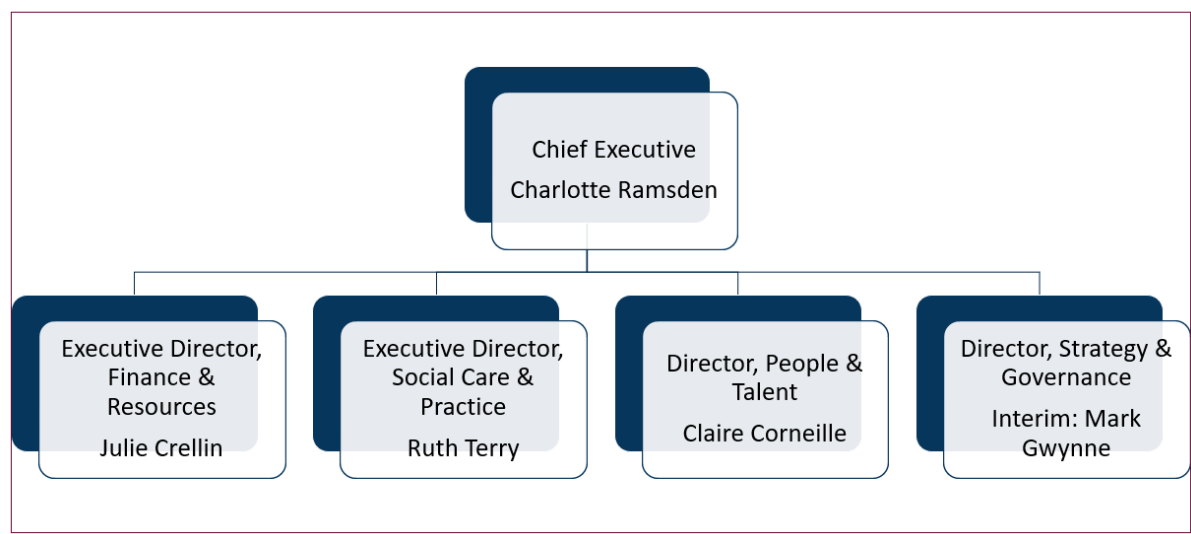 Chief Executive
Charlotte Ramsden
Executive Director,
Finance &
Resources
Julie Crellin
Executive Director,
Social Care &
Practice
Ruth Terry
Director, People &
Talent
Claire Corneille
Director, Strategy &
Governance
Interim: Mark
Gwynne